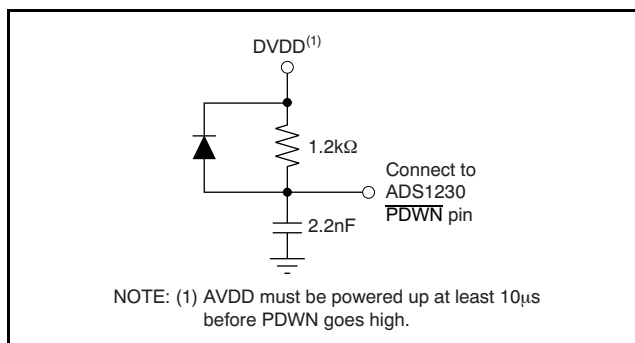 DVDD(1)
1.2kΩ
Connect to
ADS1230
PDWN pin
2.2nF
NOTE: (1) AVDD must be powered up at least 10μs
before PDWN goes high.